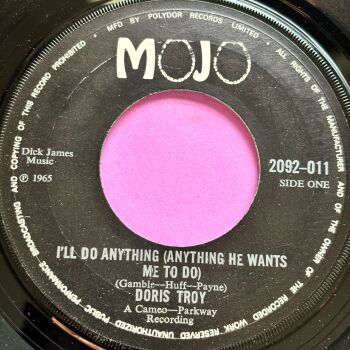 MFD BY POLYDOR RECORDS LIMITED • ALL RIGHTS OF THE MANUFACTURER AND OF THE OWNER OF THE RECORDED WORK RESERVED. UNAUTHORIZED PUBLIC PERFORMANCE BROADCASTING AND COPYING OF THIS RECORD PROHIBITED •
MOJO
Dick James
Music
℗ 1965
2092-011
SIDE ONE
I'LL DO ANYTHING (ANYTHING HE WANTS
ME TO DO)
(Gamble—Huff—Payne)
DORIS TROY
A Cameo—Parkway
Recording